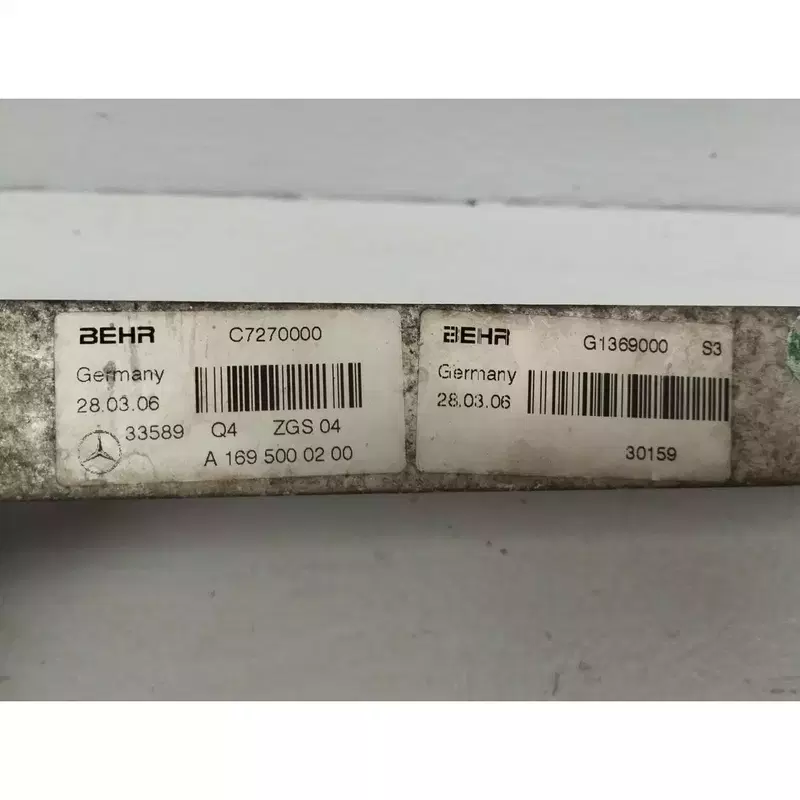 BEHR C7270000
Germany
28.03.06
33589 Q4 ZGS 04
A 169 500 02 00
BEHR G1369000 S3
Germany
28.03.06
30159